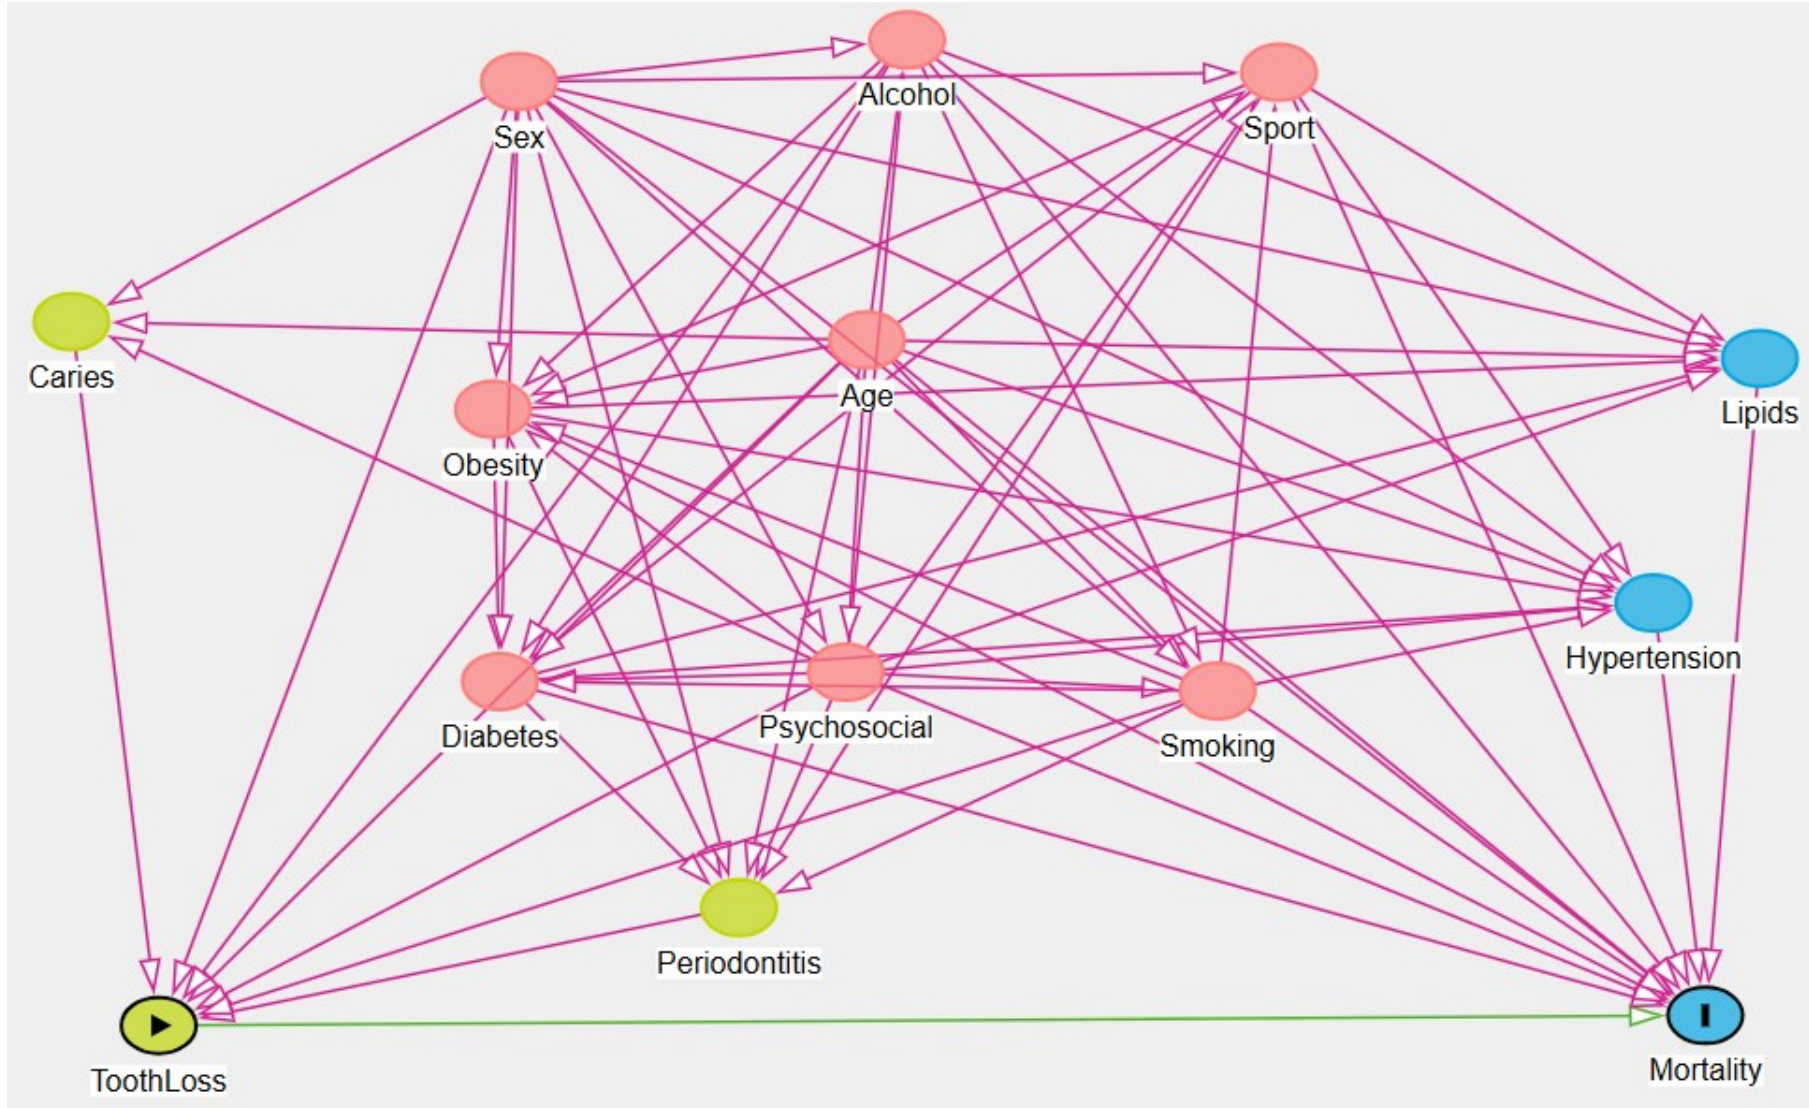 Alcohol
Sport
Sex
Caries
Age
Lipids
Obesity
Hypertension
Psychosocial
Diabetes
Smoking
Periodontitis
Mortality
ToothLoss